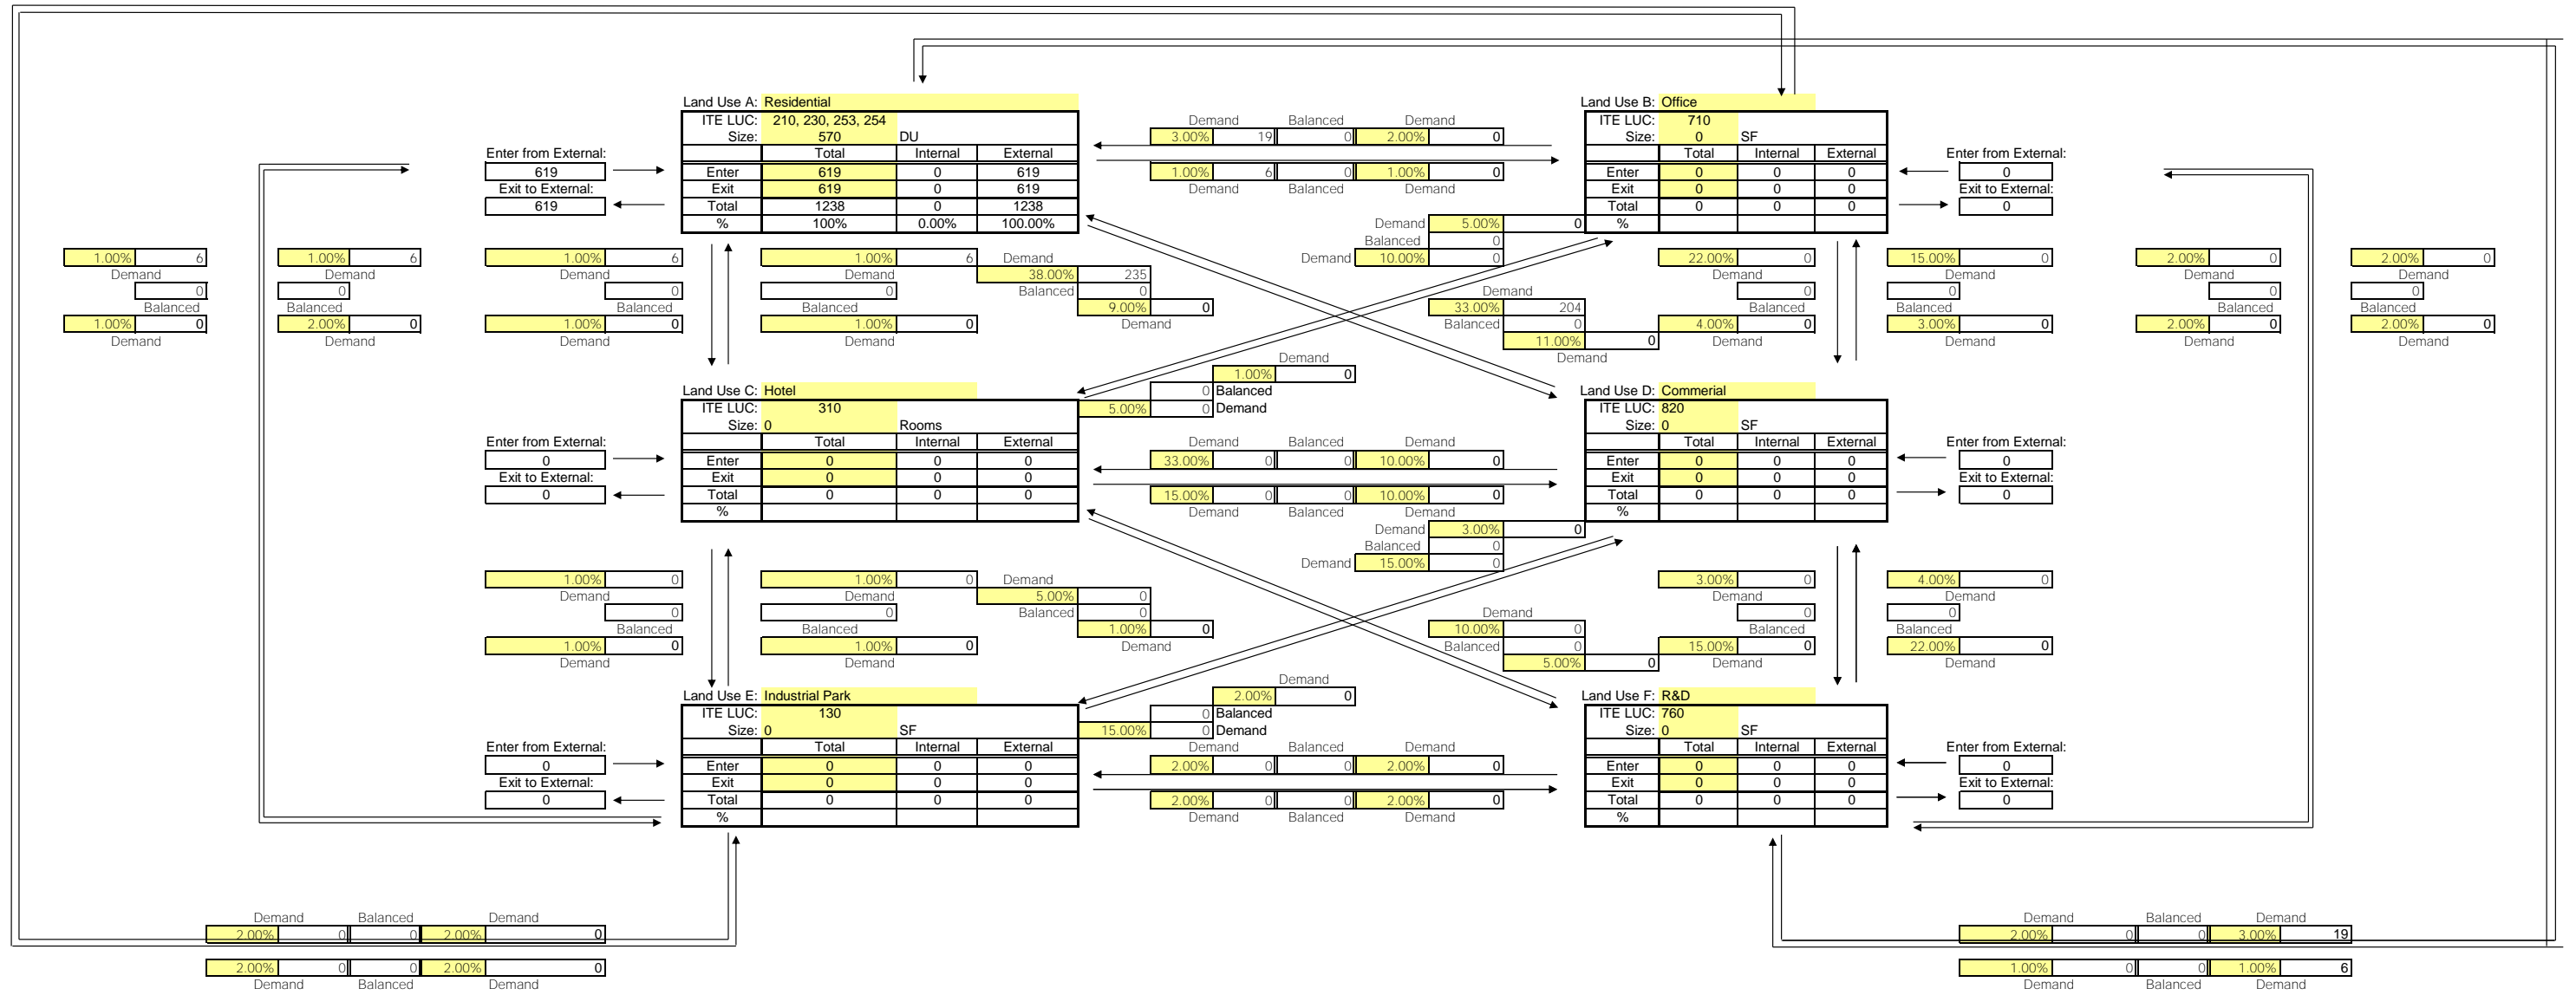 Land Use A: Residential Land Use B: Office
ITE LUC: 210, 230, 253, 254 Demand Balanced Demand ITE LUC: 710
Size: 570 DU 3.00% 19 0 2.00% 0 Size: 0 SF
Enter from External: Total Internal External Total Internal External Enter from External:
619 Enter 619 0 619 1.00% 6 0 1.00% 0 Enter 0 0 0 0
Exit to External: Exit 619 0 619 Demand Balanced Demand Exit 0 0 0 Exit to External:
619 Total 1238 0 1238 Total 0 0 0 0
% 100% 0.00% 100.00% Demand 5.00% 0 %
Balanced 0
1.00% 6 1.00% 6 1.00% 6 1.00% 6 Demand Demand 10.00% 0 22.00% 0 15.00% 0 2.00% 0 2.00% 0
Demand Demand Demand Demand 38.00% 235 Demand Demand Demand Demand
0 0 0 0 Balanced 0 Demand 0 0 0 0
Balanced Balanced Balanced Balanced 9.00% 0 33.00% 204 Balanced Balanced Balanced Balanced
1.00% 0 2.00% 0 1.00% 0 1.00% 0 Demand Balanced 0 4.00% 0 3.00% 0 2.00% 0 2.00% 0
Demand Demand Demand Demand 11.00% 0 Demand Demand Demand Demand
Demand Demand
1.00% 0
Land Use C: Hotel 0 Balanced Land Use D: Commerial
ITE LUC: 310 5.00% 0 Demand ITE LUC: 820
Size: 0 Rooms Size: 0 SF
Enter from External: Total Internal External Demand Balanced Demand Total Internal External Enter from External:
0 Enter 0 0 0 33.00% 0 0 10.00% 0 Enter 0 0 0 0
Exit to External: Exit 0 0 0 Exit 0 0 0 Exit to External:
0 Total 0 0 0 15.00% 0 0 10.00% 0 Total 0 0 0 0
% Demand Balanced Demand %
Demand 3.00% 0
Balanced 0
Demand 15.00% 0
1.00% 0 1.00% 0 Demand 3.00% 0 4.00% 0
Demand Demand 5.00% 0 Demand Demand
0 0 Balanced 0 Demand 0 0
Balanced Balanced 1.00% 0 10.00% 0 Balanced Balanced
1.00% 0 1.00% 0 Demand Balanced 0 15.00% 0 22.00% 0
Demand Demand 5.00% 0 Demand Demand
Demand
Land Use E: Industrial Park 2.00% 0 Land Use F: R&D
ITE LUC: 130 0 Balanced ITE LUC: 760
Size: 0 SF 15.00% 0 Demand Size: 0 SF
Enter from External: Total Internal External Demand Balanced Demand Total Internal External Enter from External:
0 Enter 0 0 0 2.00% 0 0 2.00% 0 Enter 0 0 0 0
Exit to External: Exit 0 0 0 Exit 0 0 0 Exit to External:
0 Total 0 0 0 2.00% 0 0 2.00% 0 Total 0 0 0 0
% Demand Balanced Demand %
Demand Balanced Demand Demand Balanced Demand
2.00% 0 0 2.00% 0 2.00% 0 0 3.00% 19
2.00% 0 0 2.00% 0 1.00% 0 0 1.00% 6
Demand Balanced Demand Demand Balanced Demand